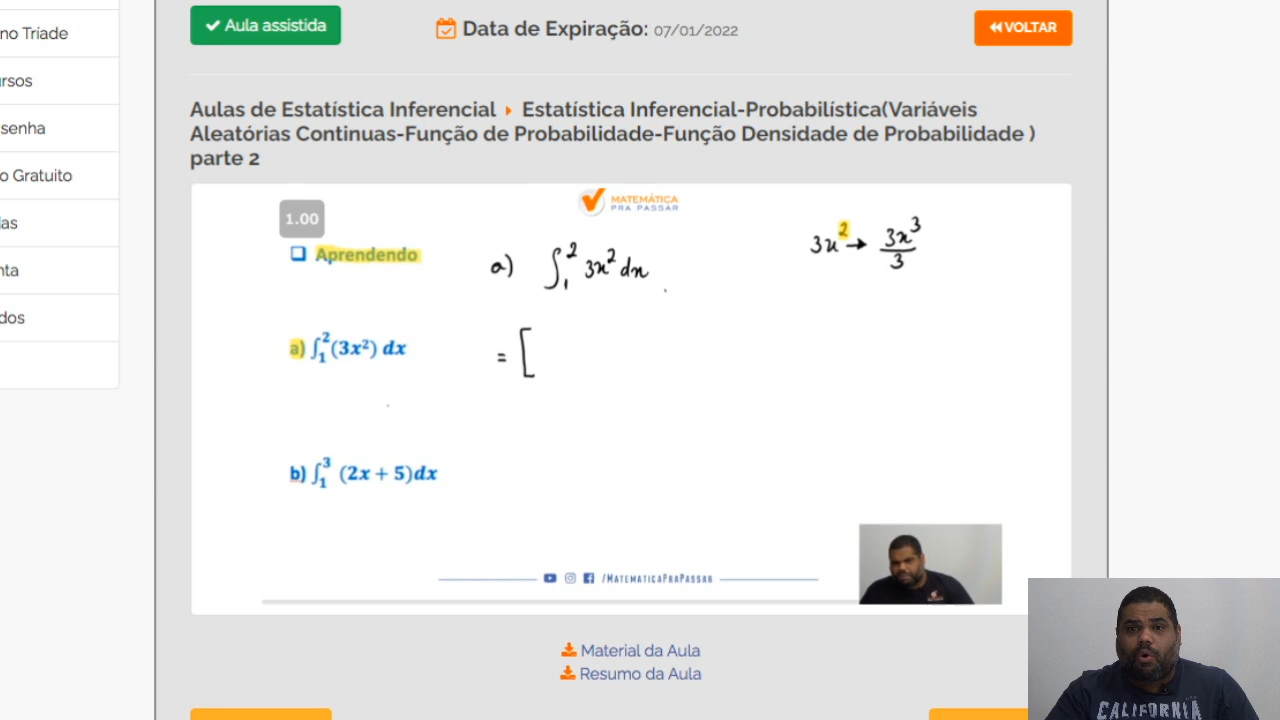 Aula assistida
Data de Expiração: 07/01/2022
VOLTAR
no Tríade
rsos
senha
o Gratuito
las
nta
dos
Aulas de Estatística Inferencial Estatística Inferencial-Probabilística(Variáveis
Aleatórias Continuas-Função de Probabilidade-Função Densidade de Probabilidade )
parte 2
MATEMÁTICA
PRA PASSAR
1.00
Aprendendo
a) ∫₁² 3x² dx
3x² → 3x³/3
a) ∫₁² (3x²) dx
= [
b) ∫₁³ (2x + 5)dx
/MATEMATICAPRAPASSAR
Material da Aula
Resumo da Aula
CALIFORNIA